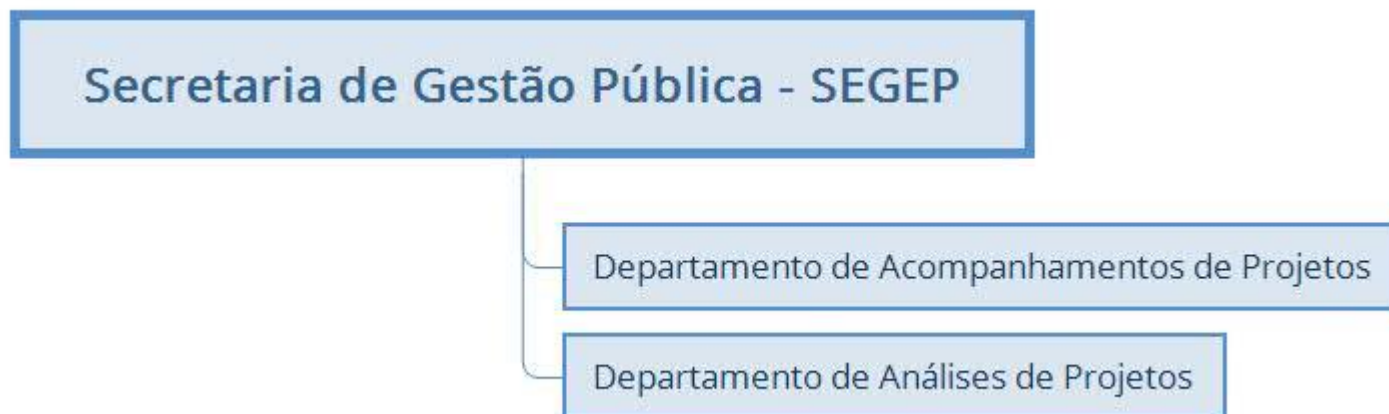 Secretaria de Gestão Pública - SEGEP
Departamento de Acompanhamentos de Projetos
Departamento de Análises de Projetos